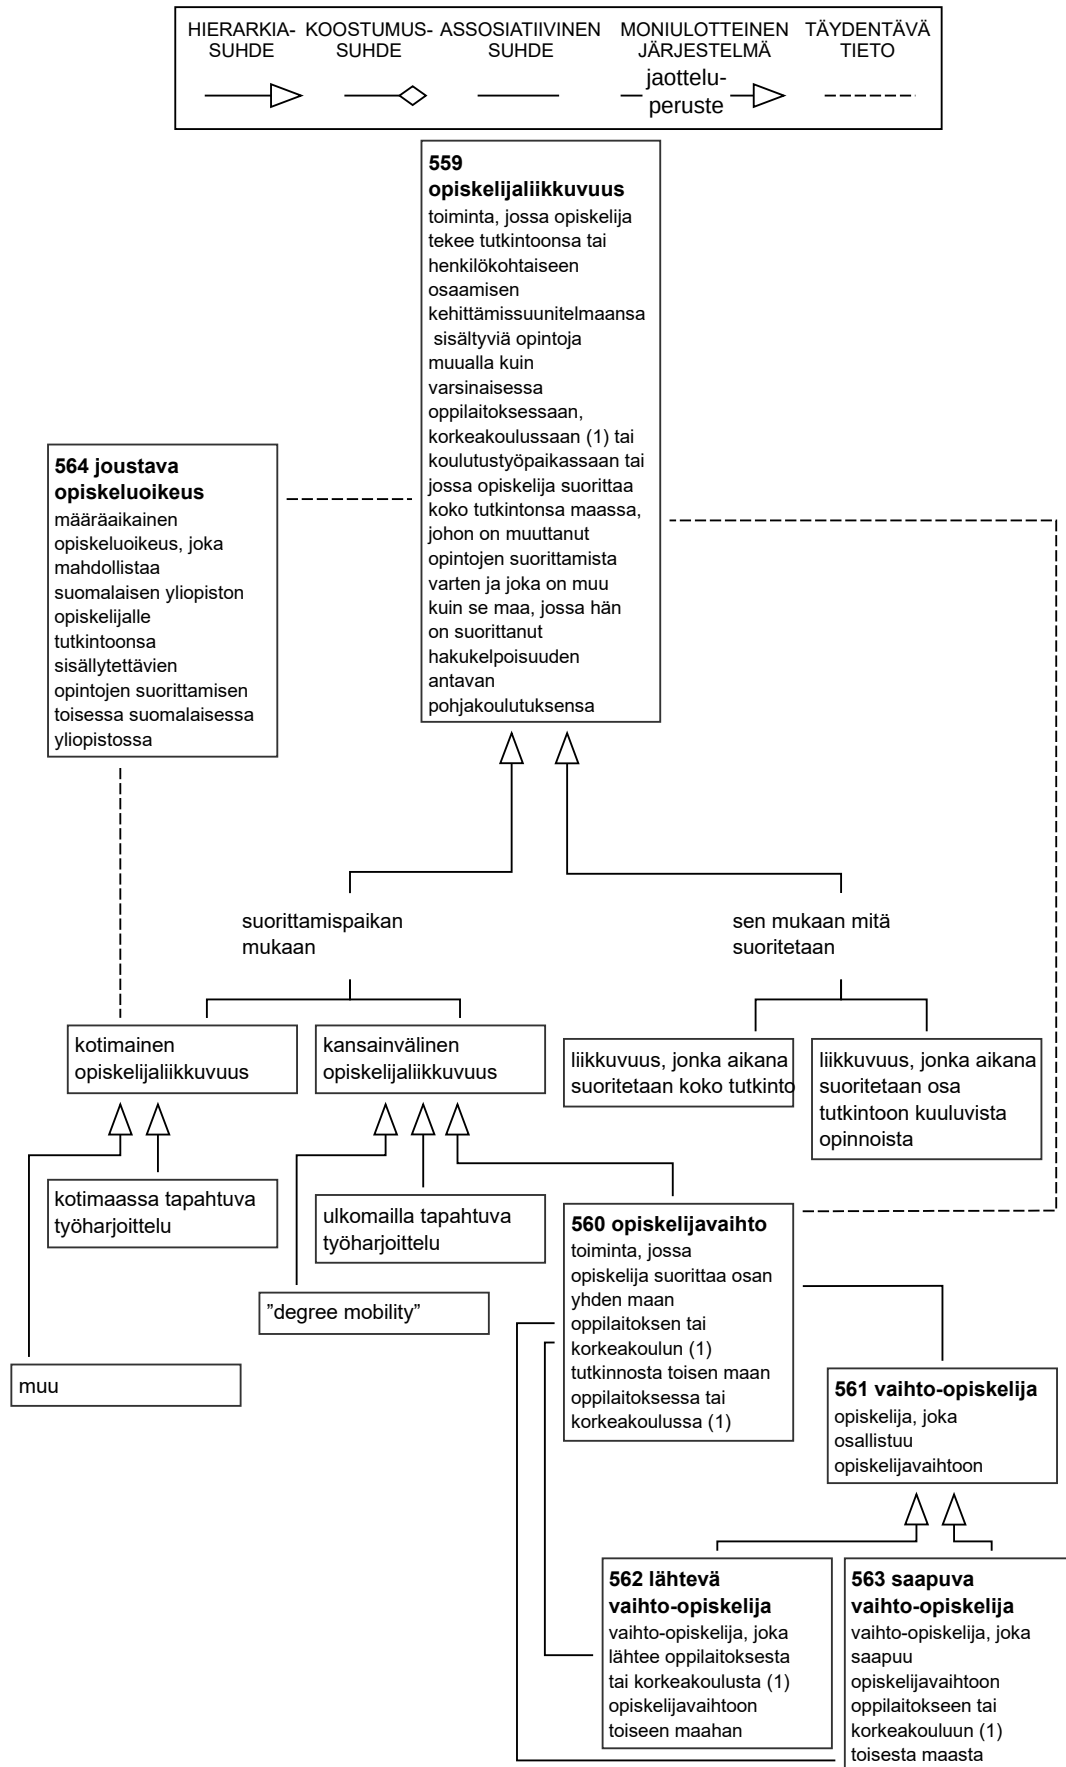 HIERARKIA-
SUHDE
KOOSTUMUS-
SUHDE
ASSOSIATIIVINEN
SUHDE
MONIULOTTEINEN
JÄRJESTELMÄ
jaottelu-
peruste
TÄYDENTÄVÄ
TIETO
559
opiskelijaliikkuvuus
toiminta, jossa opiskelija
tekee tutkintoonsa tai
henkilökohtaiseen
osaamisen
kehittämissuunitelmaansa
sisältyviä opintoja
muualla kuin
varsinaisessa
oppilaitoksessaan,
korkeakoulussaan (1) tai
koulutustyöpaikassaan tai
jossa opiskelija suorittaa
koko tutkintonsa maassa,
johon on muuttanut
opintojen suorittamista
varten ja joka on muu
kuin se maa, jossa hän
on suorittanut
hakukelpoisuuden
antavan
pohjakoulutuksensa
564 joustava
opiskeluoikeus
määräaikainen
opiskeluoikeus, joka
mahdollistaa
suomalaisen yliopiston
opiskelijalle
tutkintoonsa
sisällytettävien
opintojen suorittamisen
toisessa suomalaisessa
yliopistossa
suorittamispaikan
mukaan
sen mukaan mitä
suoritetaan
kotimainen
opiskelijaliikkuvuus
kansainvälinen
opiskelijaliikkuvuus
liikkuvuus, jonka aikana
suoritetaan koko tutkinto
liikkuvuus, jonka aikana
suoritetaan osa
tutkintoon kuuluvista
opinnoista
kotimaassa tapahtuva
työharjoittelu
ulkomailla tapahtuva
työharjoittelu
"degree mobility"
muu
560 opiskelijavaihto
toiminta, jossa
opiskelija suorittaa osan
yhden maan
oppilaitoksen tai
korkeakoulun (1)
tutkinnosta toisen maan
oppilaitoksessa tai
korkeakoulussa (1)
561 vaihto-opiskelija
opiskelija, joka
osallistuu
opiskelijavaihtoon
562 lähtevä
vaihto-opiskelija
vaihto-opiskelija, joka
lähtee oppilaitoksesta
tai korkeakoulusta (1)
opiskelijavaihtoon
toiseen maahan
563 saapuva
vaihto-opiskelija
vaihto-opiskelija, joka
saapuu
opiskelijavaihtoon
oppilaitokseen tai
korkeakouluun (1)
toisesta maasta